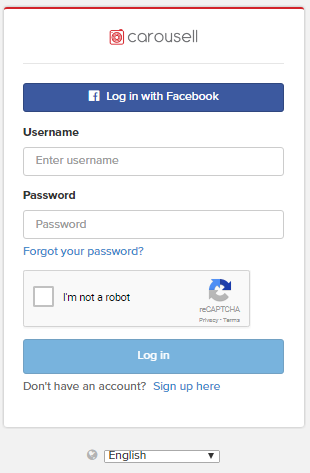 carousell
Log in with Facebook
Username
Enter username
Password
Password
Forgot your password?
I'm not a robot
reCAPTCHA
Privacy - Terms
Log in
Don't have an account? Sign up here
English